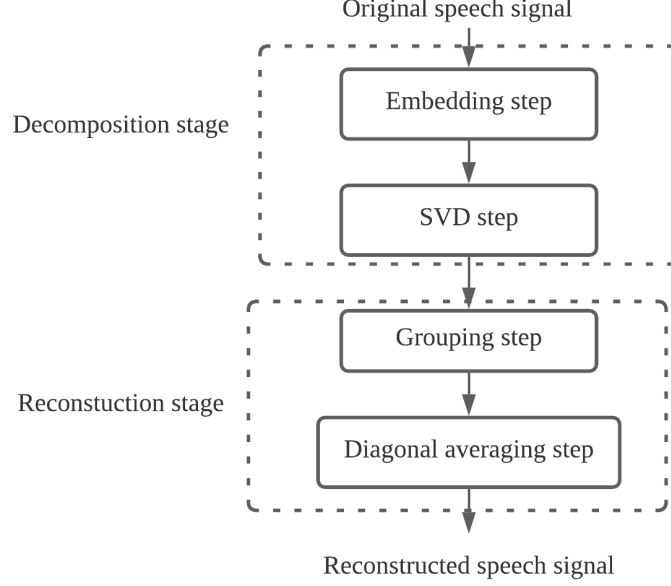 Original speech signal
Embedding step
Decomposition stage
SVD step
Grouping step
Reconstuction stage
Diagonal averaging step
Reconstructed speech signal